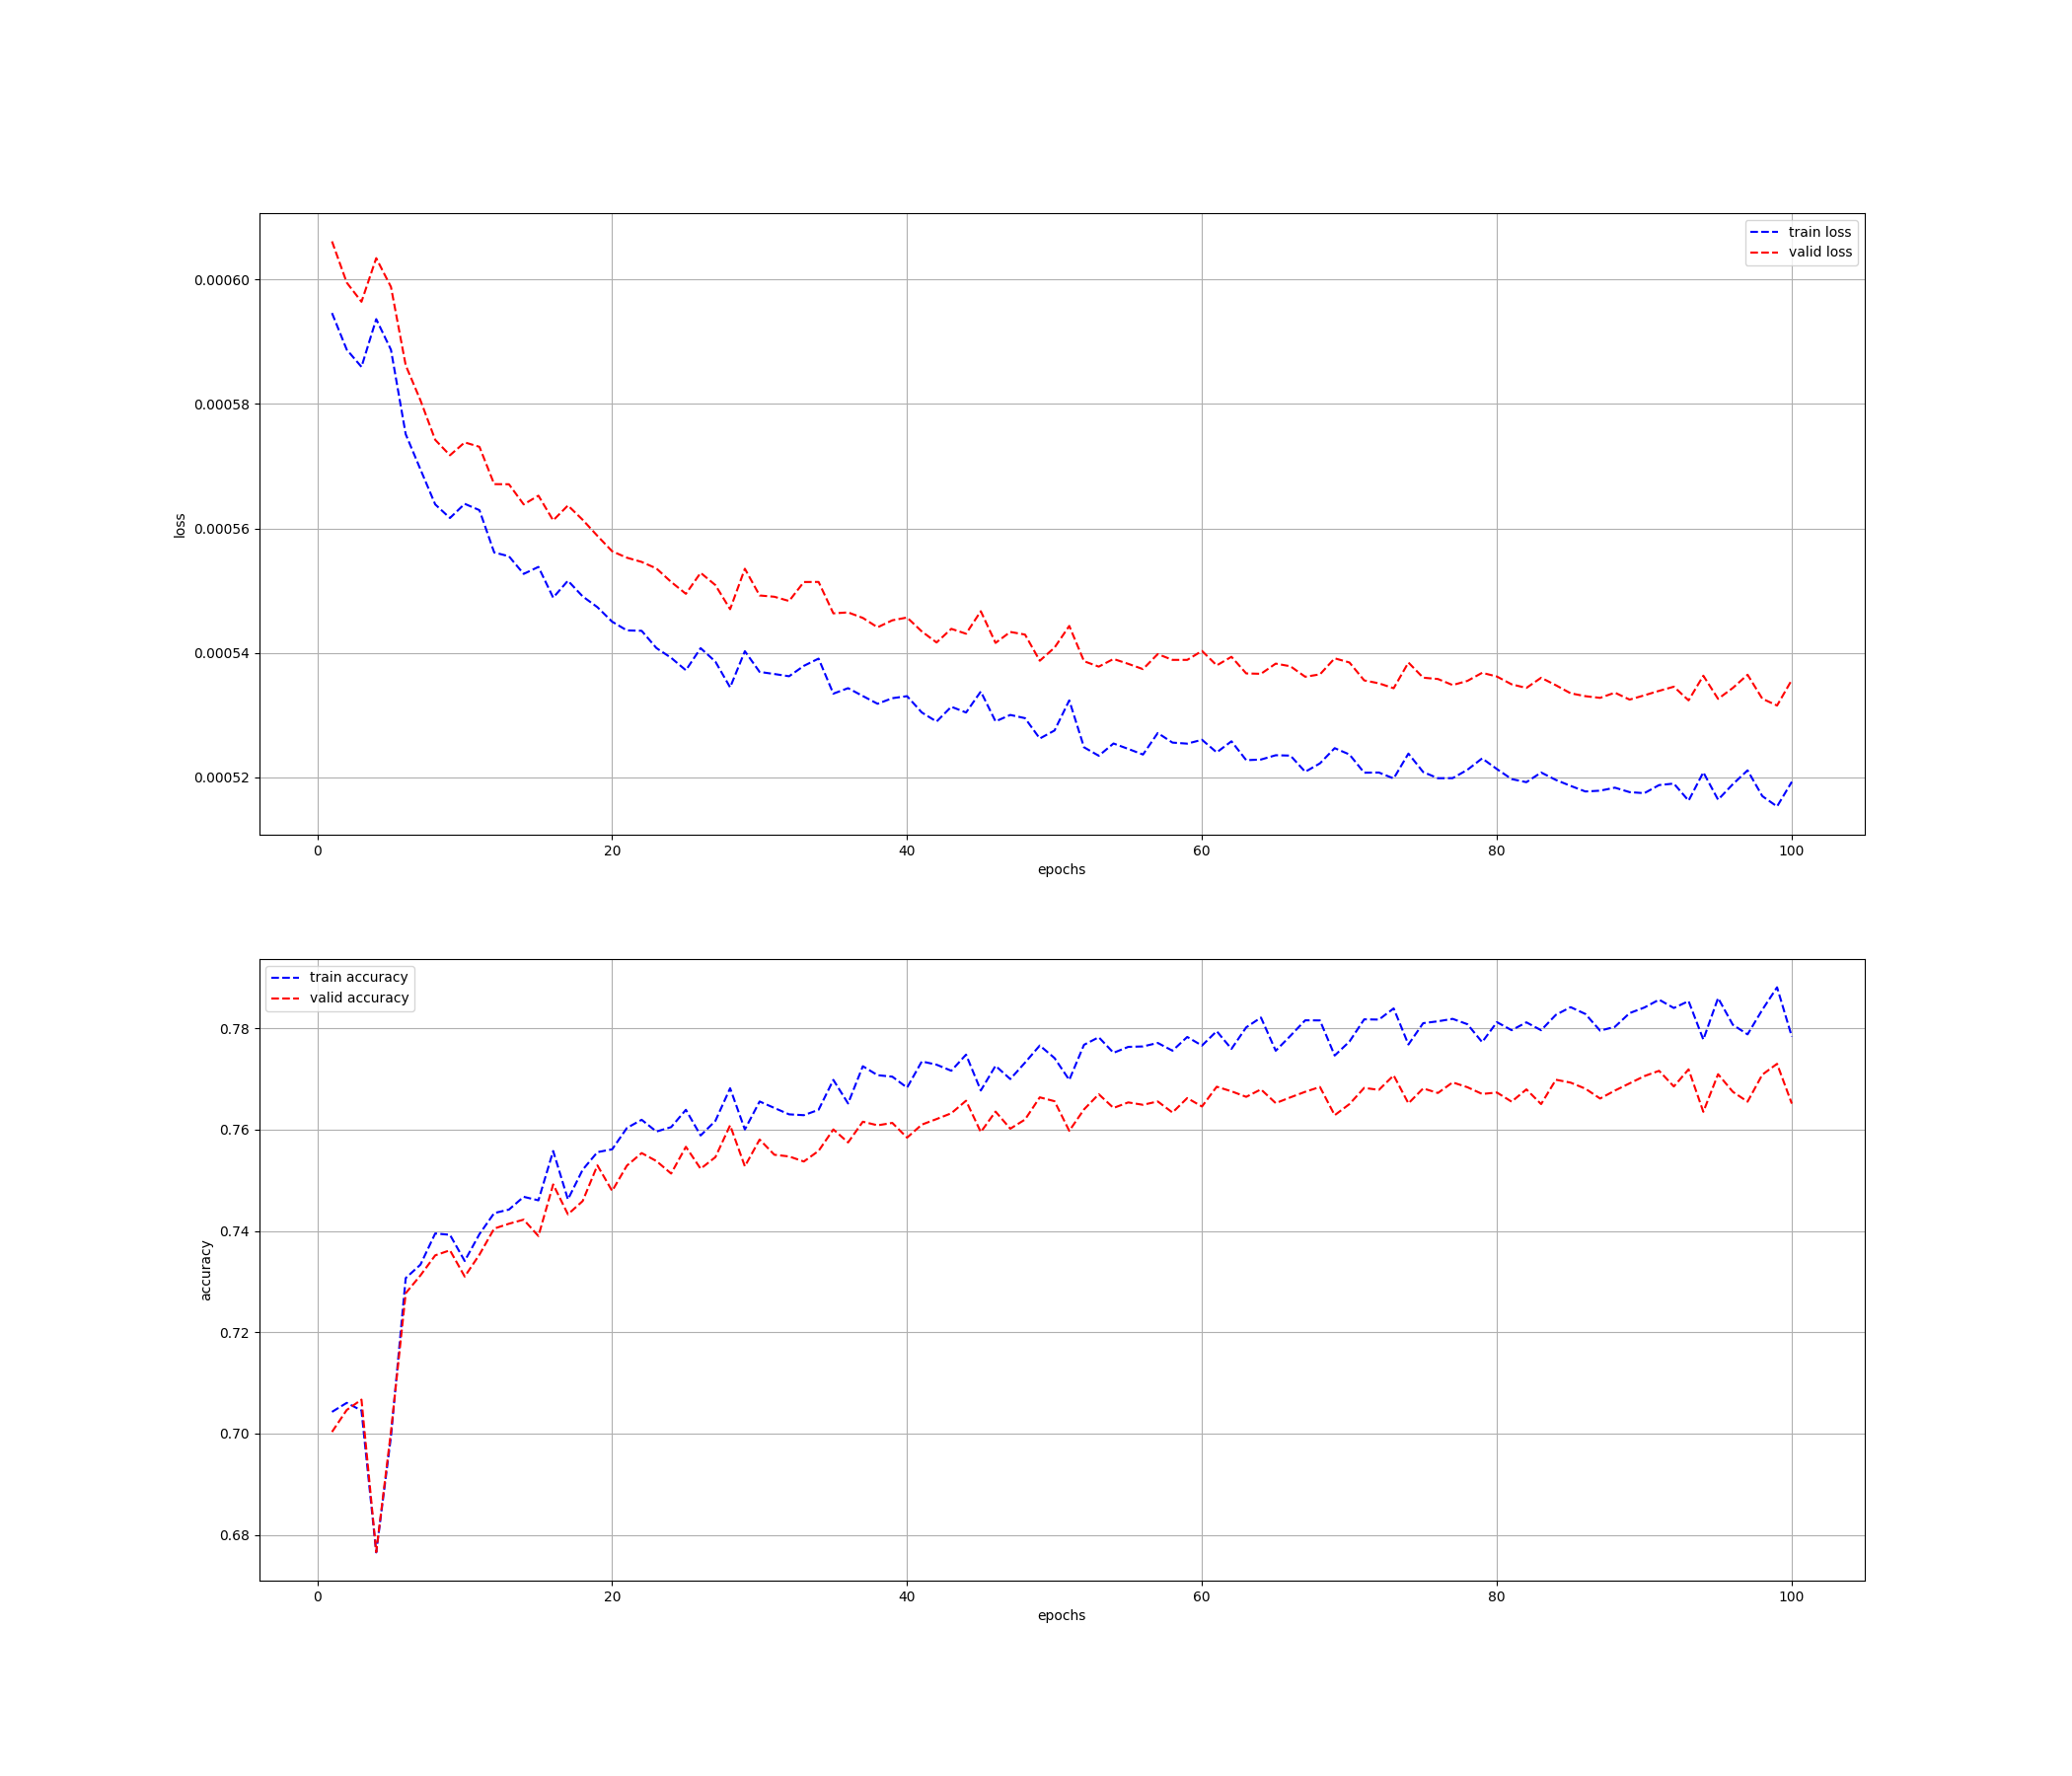 train loss
valid loss
0.00060
0.00058
0.00056
0.00054
0.00052
loss
0 20 40 60 80 100
epochs
train accuracy
valid accuracy
0.78
0.76
0.74
0.72
0.70
0.68
accuracy
0 20 40 60 80 100
epochs